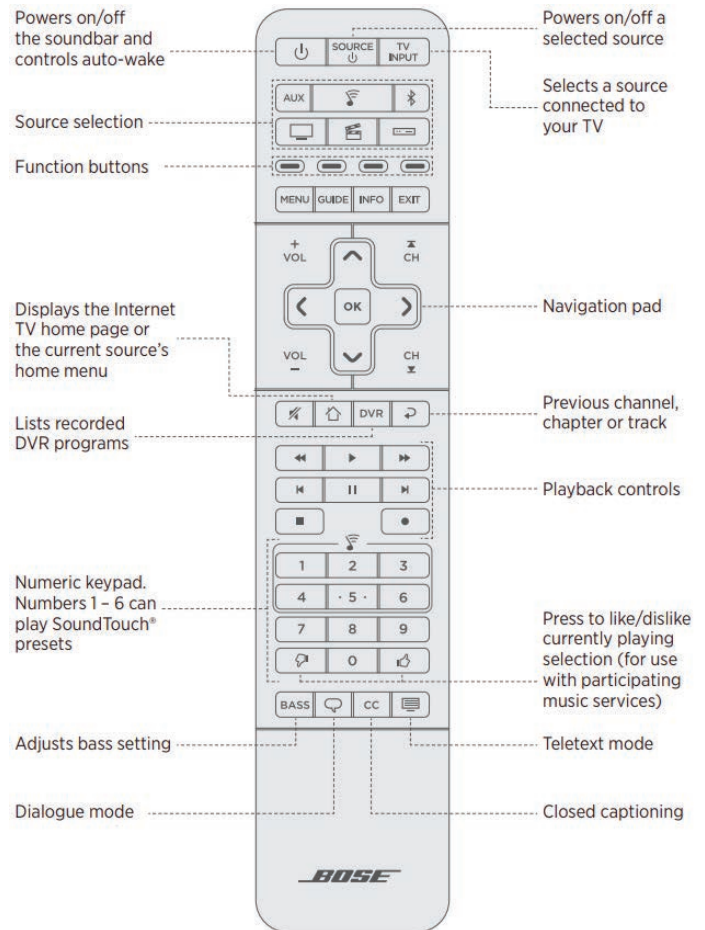 Powers on/off
the soundbar and
controls auto-wake
Powers on/off a
selected source
SOURCE
TV
INPUT
Selects a source
connected to
your TV
AUX
Source selection
Function buttons
MENU GUIDE INFO EXIT
+
VOL
CH
OK
Navigation pad
VOL
–
CH
Displays the Internet
TV home page or
the current source's
home menu
DVR
Previous channel,
chapter or track
Lists recorded
DVR programs
Playback controls
1 2 3
4 · 5 · 6
7 8 9
0
Numeric keypad.
Numbers 1 – 6 can
play SoundTouch®
presets
Press to like/dislike
currently playing
selection (for use
with participating
music services)
BASS CC
Adjusts bass setting
Teletext mode
Dialogue mode
Closed captioning
BOSE